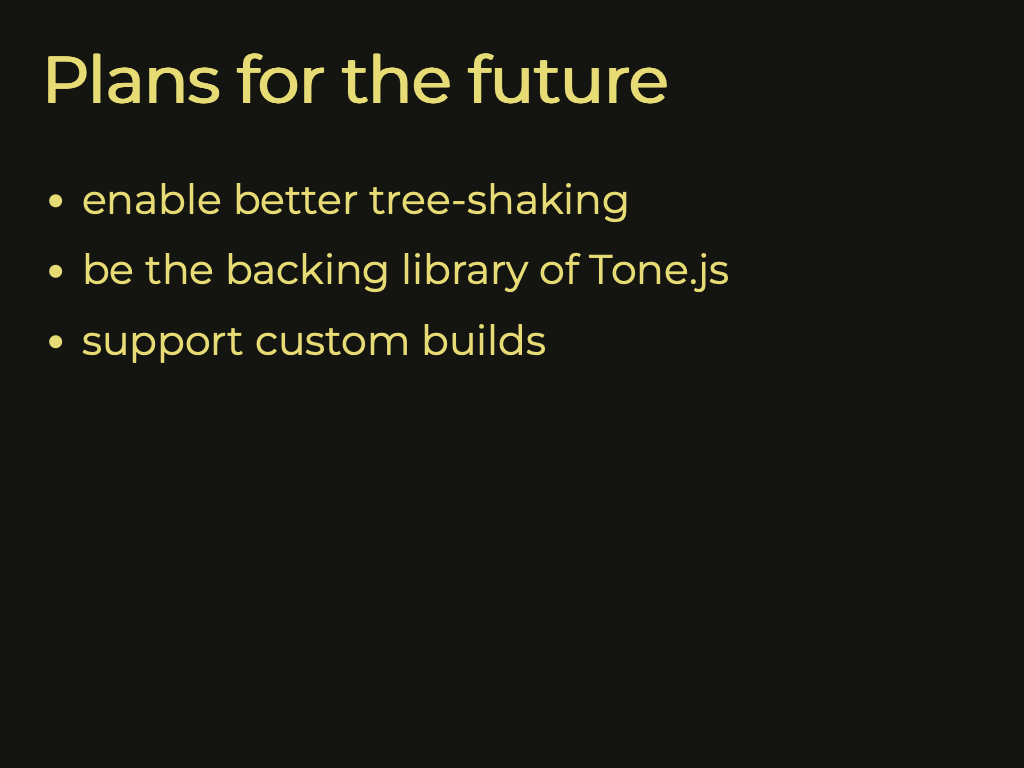 Plans for the future
• enable better tree-shaking
• be the backing library of Tone.js
• support custom builds